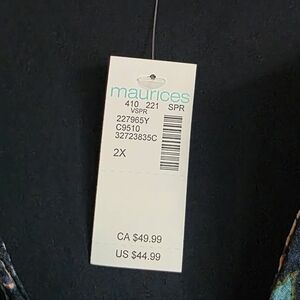 maurices
410 221 SPR
VSPR
227965Y
C9510
32723835C
2X
CA $49.99
US $44.99